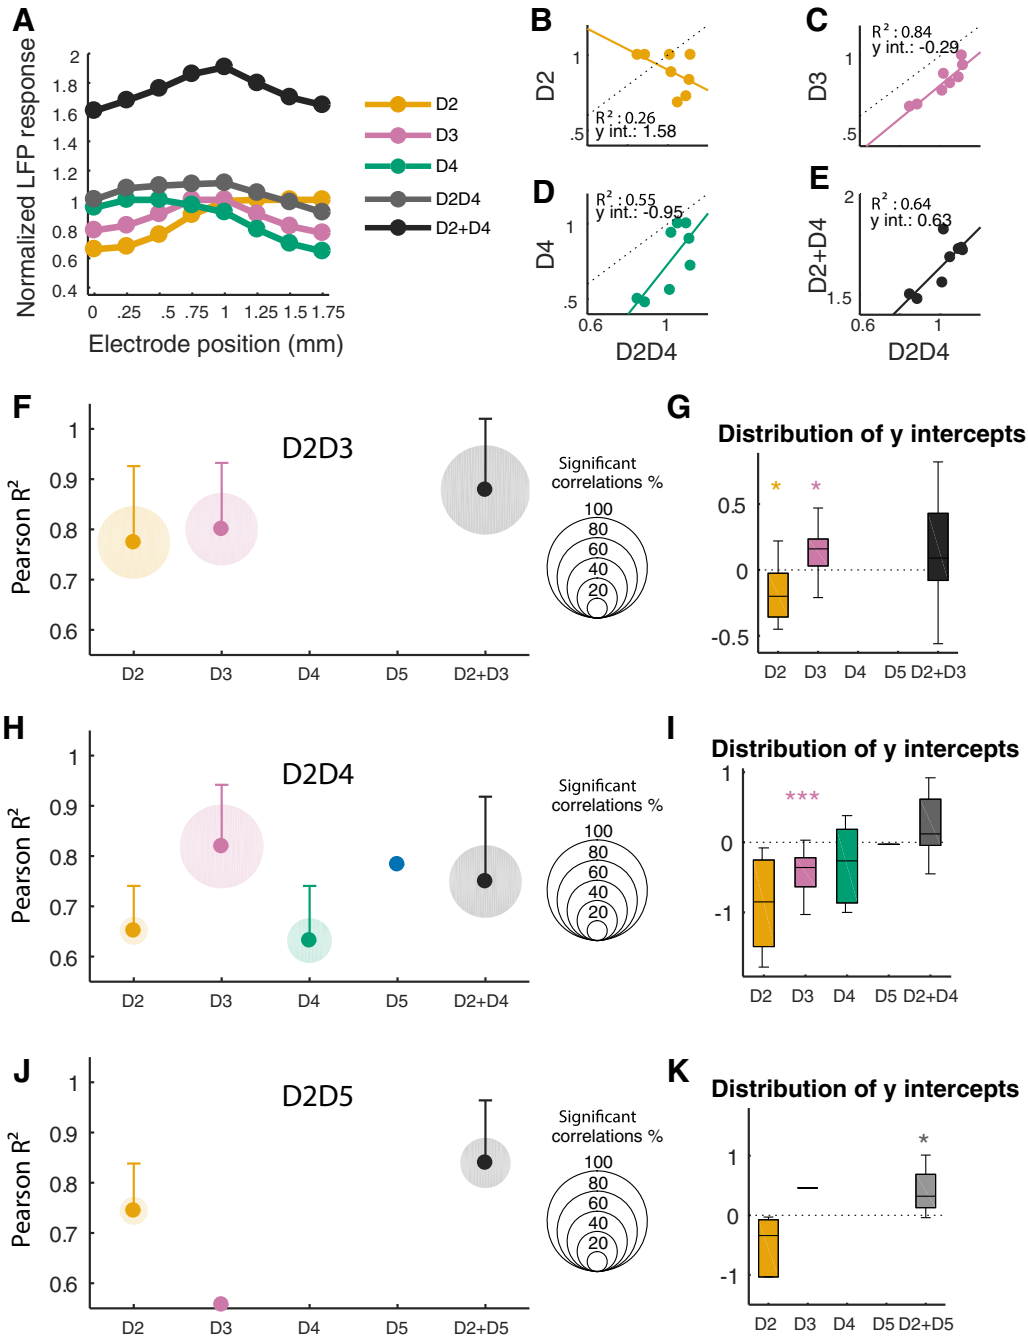 A
Normalized LFP response
2
1.8
1.6
1.4
1.2
1
0.8
0.6
0.4
0 .25 .5 .75 1 1.25 1.5 1.75
Electrode position (mm)
D2
D3
D4
D2D4
D2+D4
B
D2
1
.5
R² : 0.26
y int.: 1.58
C
D3
1
.5
R² : 0.84
y int.: -0.29
D
D4
1
.5
R² : 0.55
y int.: -0.95
0.6 1
D2D4
E
D2+D4
2
1.5
R² : 0.64
y int.: 0.63
0.6 1
D2D4
F
D2D3
Pearson R²
1
0.9
0.8
0.7
0.6
D2 D3 D4 D5 D2+D3
Significant
correlations %
100
80
60
40
20
G
Distribution of y intercepts
* *
0.5
0
-0.5
D2 D3 D4 D5 D2+D3
H
D2D4
Pearson R²
1
0.9
0.8
0.7
0.6
D2 D3 D4 D5 D2+D4
Significant
correlations %
100
80
60
40
20
I
Distribution of y intercepts
***
1
0
-1
D2 D3 D4 D5 D2+D4
J
D2D5
Pearson R²
1
0.9
0.8
0.7
0.6
D2 D3 D4 D5 D2+D5
Significant
correlations %
100
80
60
40
20
K
Distribution of y intercepts
*
1
0
-1
D2 D3 D4 D5 D2+D5